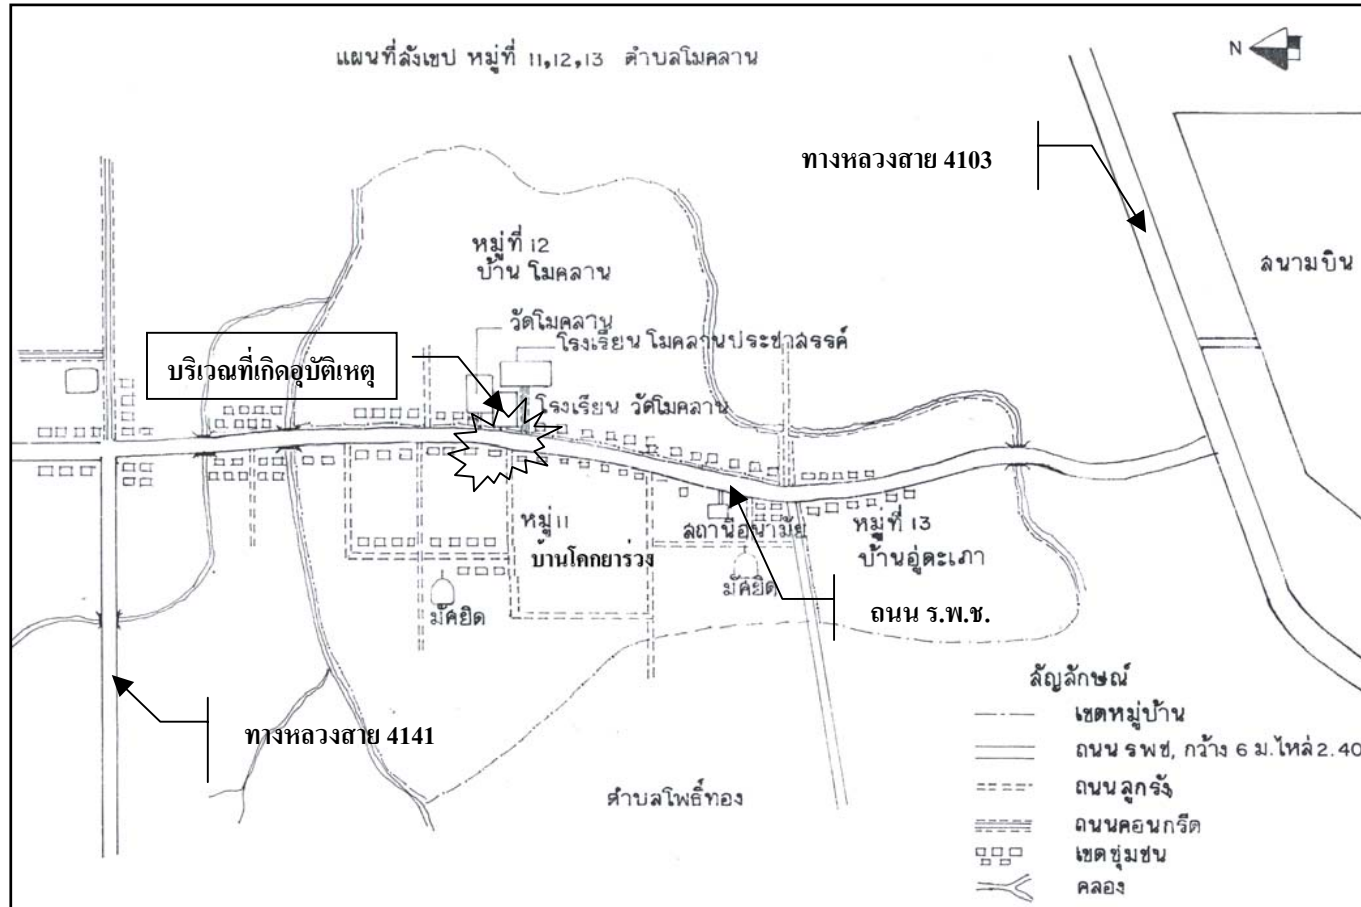 แผนที่สังเขป หมู่ที่ 11,12,13 ตำบลโมคลาน
N
ทางหลวงสาย 4103
สนามบิน
หมู่ที่ 12
บ้าน โมคลาน
วัดโมคลาน
โรงเรียน โมคลานประชาสรรค์
บริเวณที่เกิดอุบัติเหตุ
โรงเรียน วัดโมคลาน
หมู่ 11
บ้านโคกยาร่วง
สถานีอนามัย
หมู่ที่ 13
บ้านอู่ตะเภา
มัศยิด
มัศยิด
ถนน ร.พ.ช.
ทางหลวงสาย 4141
ตำบลโพธิ์ทอง
สัญลักษณ์
เขตหมู่บ้าน
ถนน รพช, กว้าง 6 ม.ไหล่ 2.40
ถนนลูกรัง
ถนนคอนกรีต
เขตชุมชน
คลอง